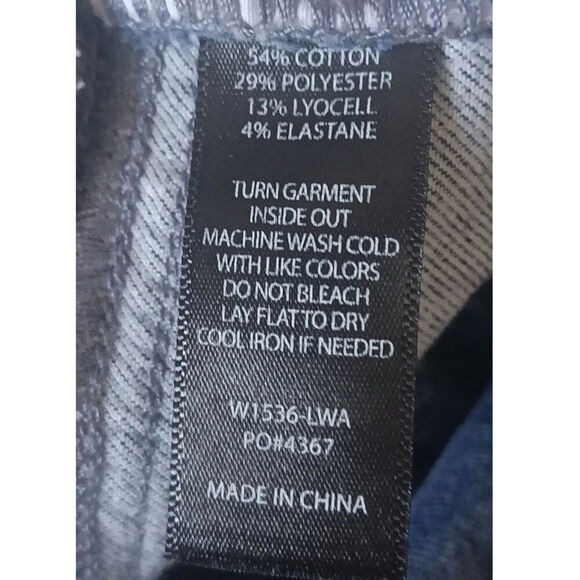 54% COTTON
29% POLYESTER
13% LYOCELL
4% ELASTANE
TURN GARMENT
INSIDE OUT
MACHINE WASH COLD
WITH LIKE COLORS
DO NOT BLEACH
LAY FLAT TO DRY
COOL IRON IF NEEDED
W1536-LWA
PO#4367
MADE IN CHINA